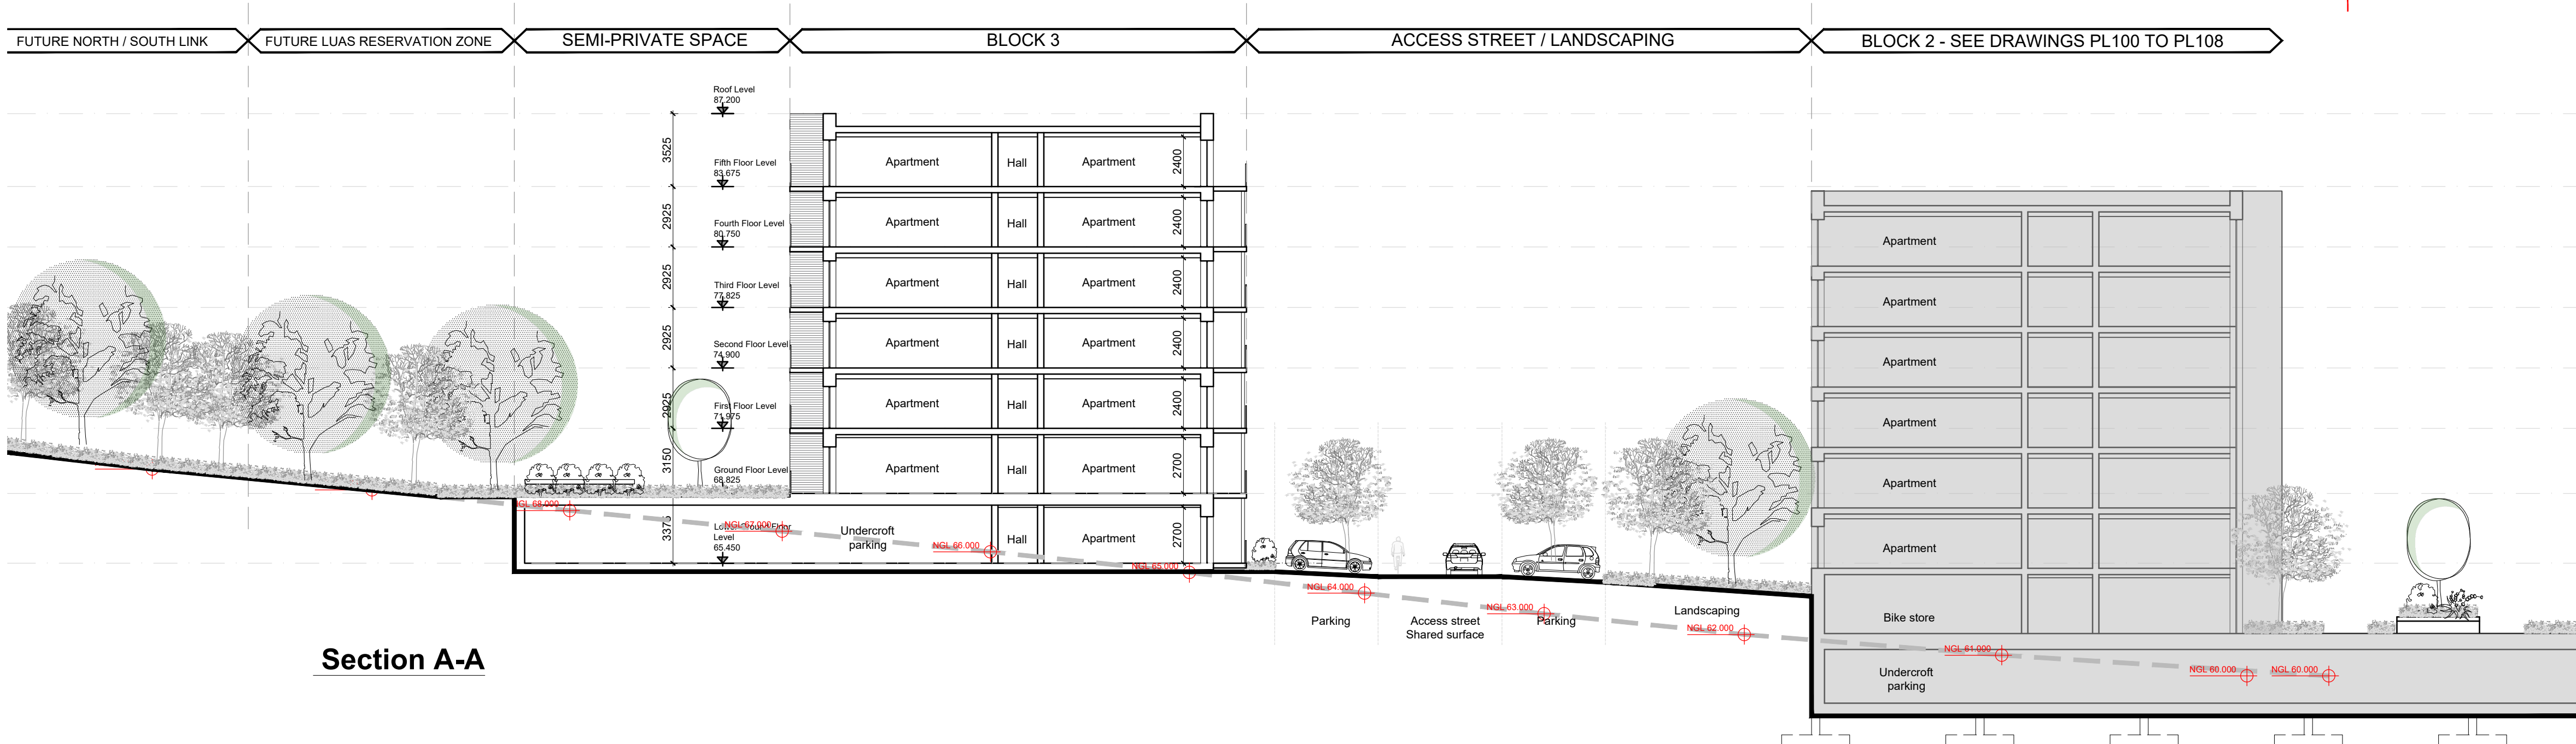 FUTURE NORTH / SOUTH LINK
FUTURE LUAS RESERVATION ZONE
SEMI-PRIVATE SPACE
BLOCK 3
ACCESS STREET / LANDSCAPING
BLOCK 2 - SEE DRAWINGS PL100 TO PL108
Roof Level
87.200
3525
Fifth Floor Level
83.675
Apartment
Hall
Apartment
2400
2925
Fourth Floor Level
80.750
Apartment
Hall
Apartment
2400
Apartment
2925
Third Floor Level
77.825
Apartment
Hall
Apartment
2400
Apartment
2925
Second Floor Level
74.900
Apartment
Hall
Apartment
2400
Apartment
2925
First Floor Level
71.975
Apartment
Hall
Apartment
2400
Apartment
3150
Ground Floor Level
68.825
Apartment
Hall
Apartment
2700
Apartment
NGL 68.000
3375
NGL 67.000
Floor
Level
65.450
Undercroft
parking
NGL 66.000
Hall
Apartment
2700
Apartment
NGL 65.000
NGL 64.000
NGL 63.000
NGL 62.000
Parking
Access street
Shared surface
Parking
Landscaping
Bike store
NGL 61.000
NGL 60.000
NGL 60.000
Undercroft
parking
Section A-A